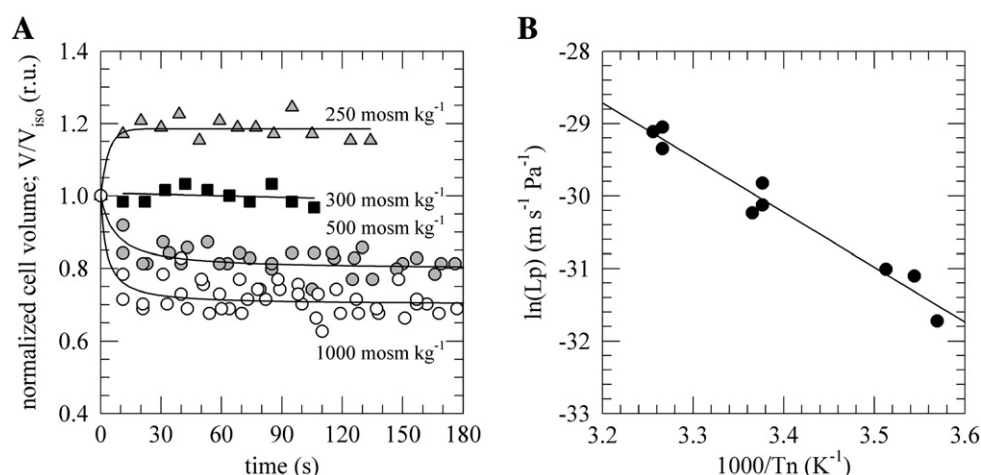 A
normalized cell volume; V/Viso (r.u.)
1.4
1.2
1.0
0.8
0.6
0.4
250 mosm kg-1
300 mosm kg-1
500 mosm kg-1
1000 mosm kg-1
0 30 60 90 120 150 180
time (s)
B
ln(Lp) (m s-1 Pa-1)
-28
-29
-30
-31
-32
-33
3.2 3.3 3.4 3.5 3.6
1000/Tn (K-1)